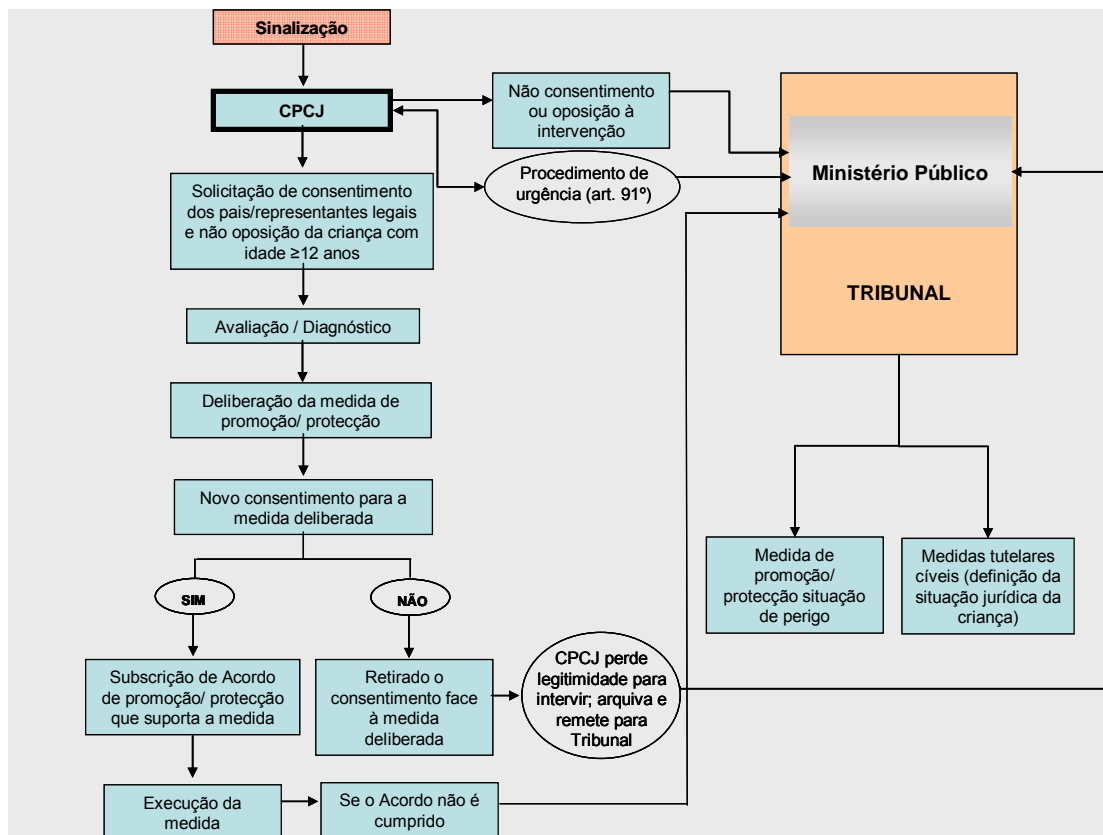 Sinalização
CPCJ
Não consentimento
ou oposição à
intervenção
Procedimento de
urgência (art. 91º)
Ministério Público
TRIBUNAL
Solicitação de consentimento
dos pais/representantes legais
e não oposição da criança com
idade ≥12 anos
Avaliação / Diagnóstico
Deliberação da medida de
promoção/ protecção
Novo consentimento para a
medida deliberada
SIM
NÃO
Medida de
promoção/
protecção situação
de perigo
Medidas tutelares
cíveis (definição da
situação jurídica da
criança)
Subscrição de Acordo
de promoção/ protecção
que suporta a medida
Retirado o
consentimento face
à medida
deliberada
CPCJ perde
legitimidade para
intervir; arquiva e
remete para
Tribunal
Execução da
medida
Se o Acordo não é
cumprido